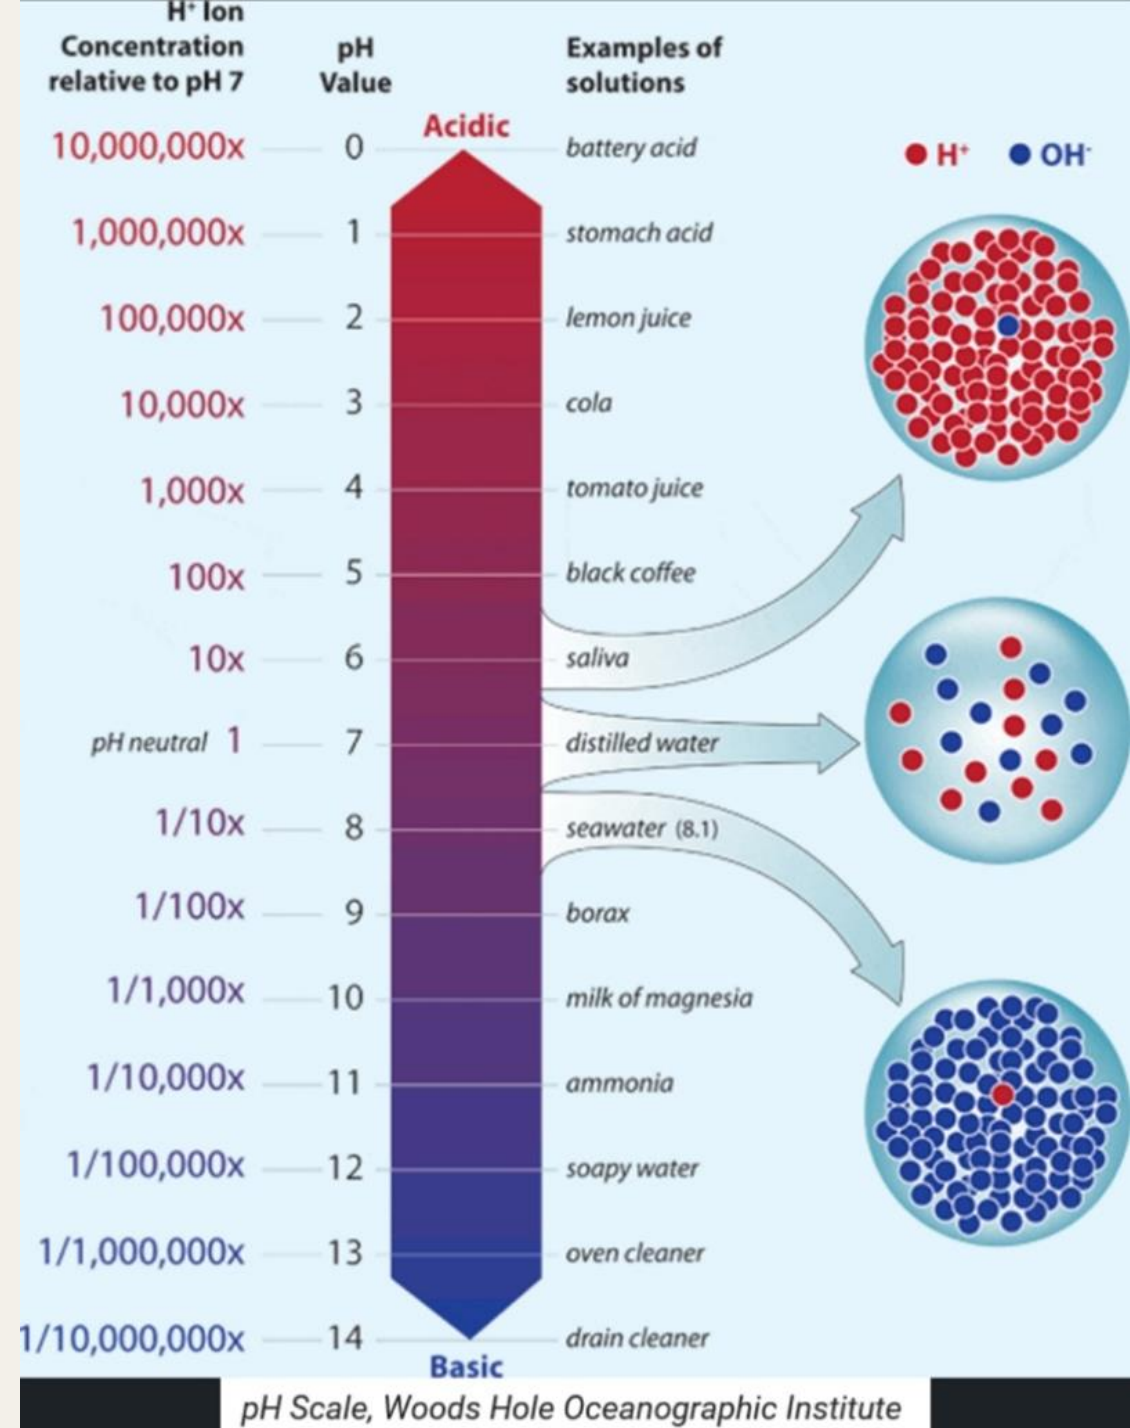 H⁺ Ion
Concentration
relative to pH 7
pH
Value
Examples of
solutions
Acidic
H⁺ OH⁻
10,000,000x 0 battery acid
1,000,000x 1 stomach acid
100,000x 2 lemon juice
10,000x 3 cola
1,000x 4 tomato juice
100x 5 black coffee
10x 6 saliva
pH neutral 1 7 distilled water
1/10x 8 seawater (8.1)
1/100x 9 borax
1/1,000x 10 milk of magnesia
1/10,000x 11 ammonia
1/100,000x 12 soapy water
1/1,000,000x 13 oven cleaner
1/10,000,000x 14 drain cleaner
Basic
pH Scale, Woods Hole Oceanographic Institute